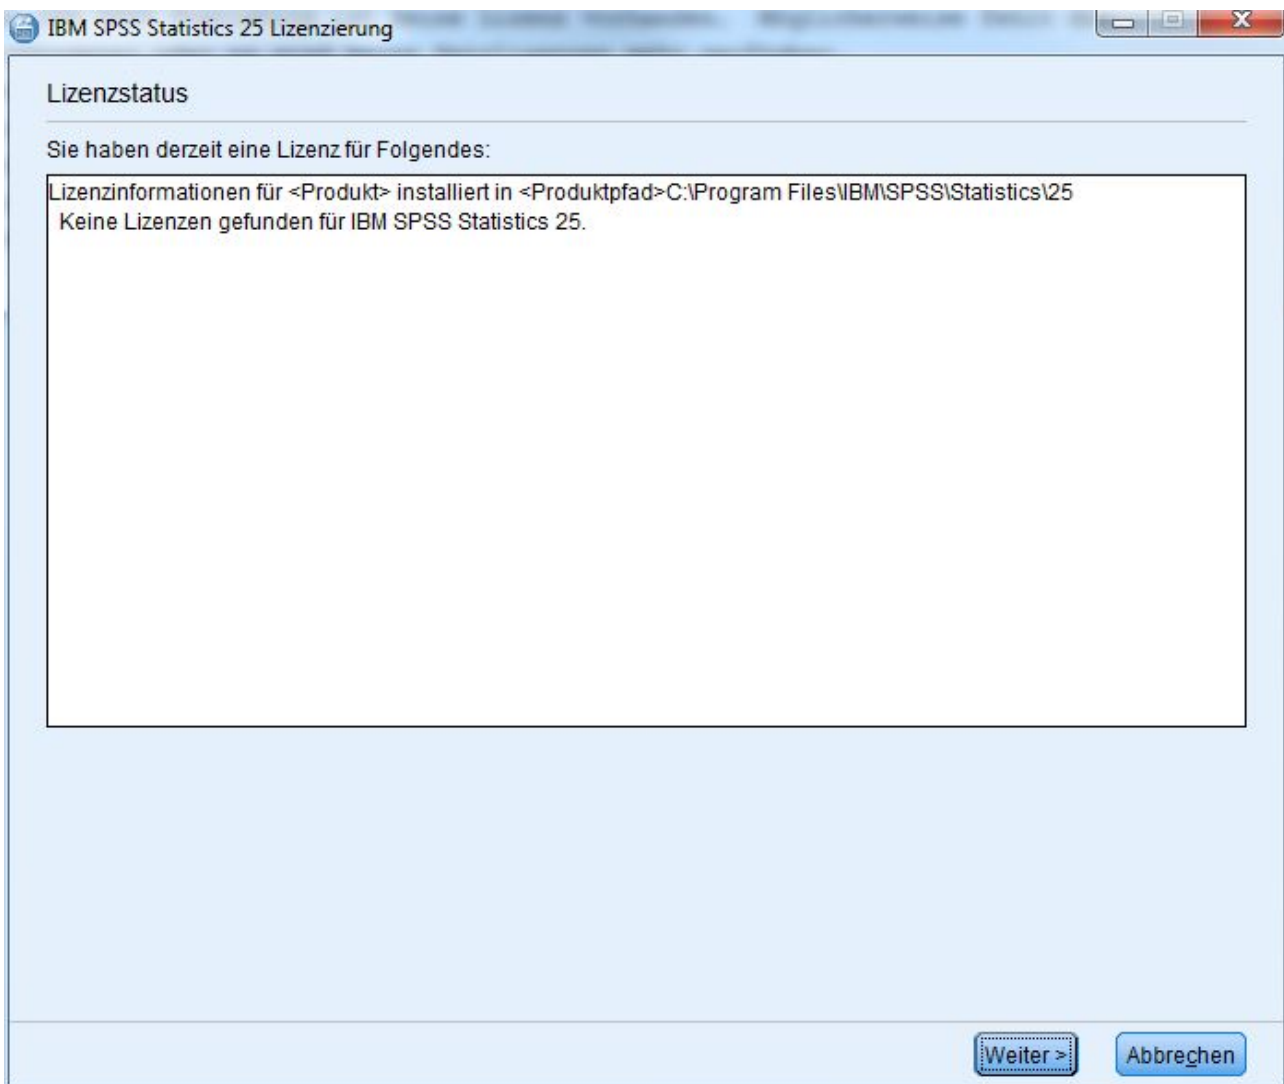 IBM SPSS Statistics 25 Lizenzierung
Lizenzstatus
Sie haben derzeit eine Lizenz für Folgendes:
Lizenzinformationen für <Produkt> installiert in <Produktpfad>C:\Program Files\IBM\SPSS\Statistics\25
Keine Lizenzen gefunden für IBM SPSS Statistics 25.
Weiter >
Abbrechen